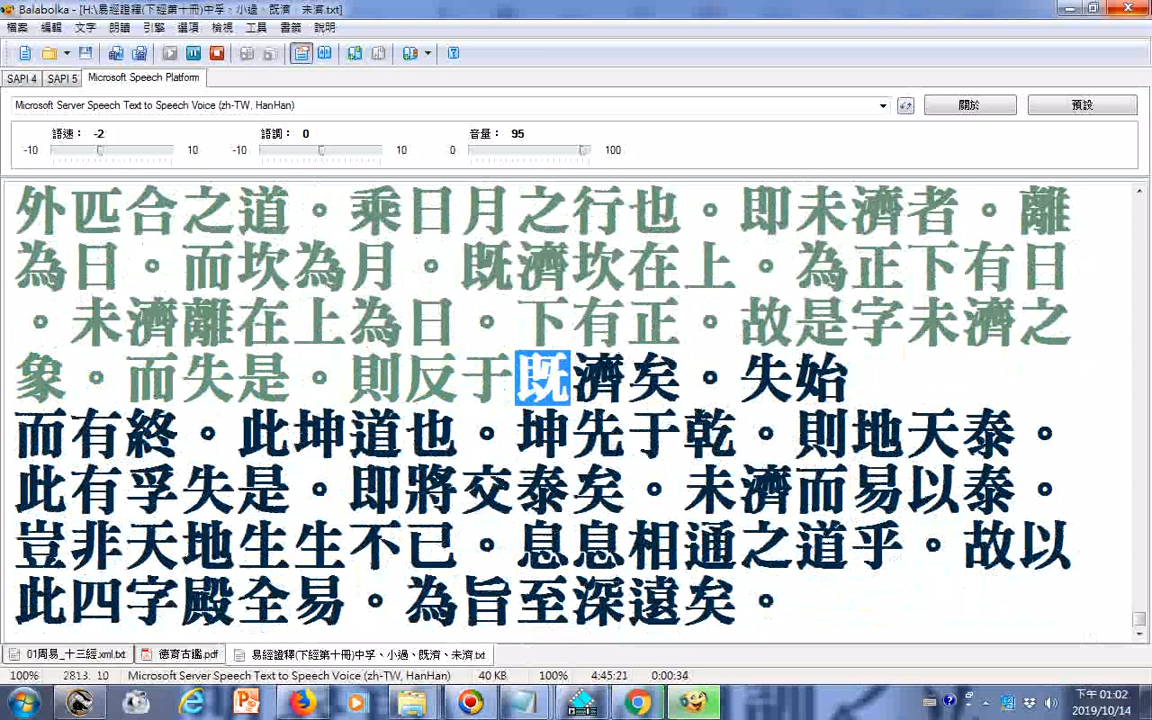 Balabolka - [H:\易經證釋(下經第十冊)中孚、小過、既濟、未濟.txt]
檔案 編輯 文字 朗讀 引擎 選項 檢視 工具 書籤 說明
SAPI 4 SAPI 5 Microsoft Speech Platform
Microsoft Server Speech Text to Speech Voice (zh-TW, HanHan) 關於 預設
語速： -2 語調： 0 音量： 95
-10 10 -10 10 0 100
外匹合之道。乘日月之行也。即未濟者。離
為日。而坎為月。既濟坎在上。為正下有日
。未濟離在上為日。下有正。故是字未濟之
象。而失是。則反于既濟矣。失始
而有終。此坤道也。坤先于乾。則地天泰。
此有孚失是。即將交泰矣。未濟而易以泰。
豈非天地生生不已。息息相通之道乎。故以
此四字殿全易。為旨至深遠矣。
01周易_十三經.xml.txt 德育古鑑.pdf 易經證釋(下經第十冊)中孚、小過、既濟、未濟.txt
100% 2813: 10 Microsoft Server Speech Text to Speech Voice (zh-TW, HanHan) 40 KB 100% 4:45:21 0:00:34
下午 01:02
2019/10/14